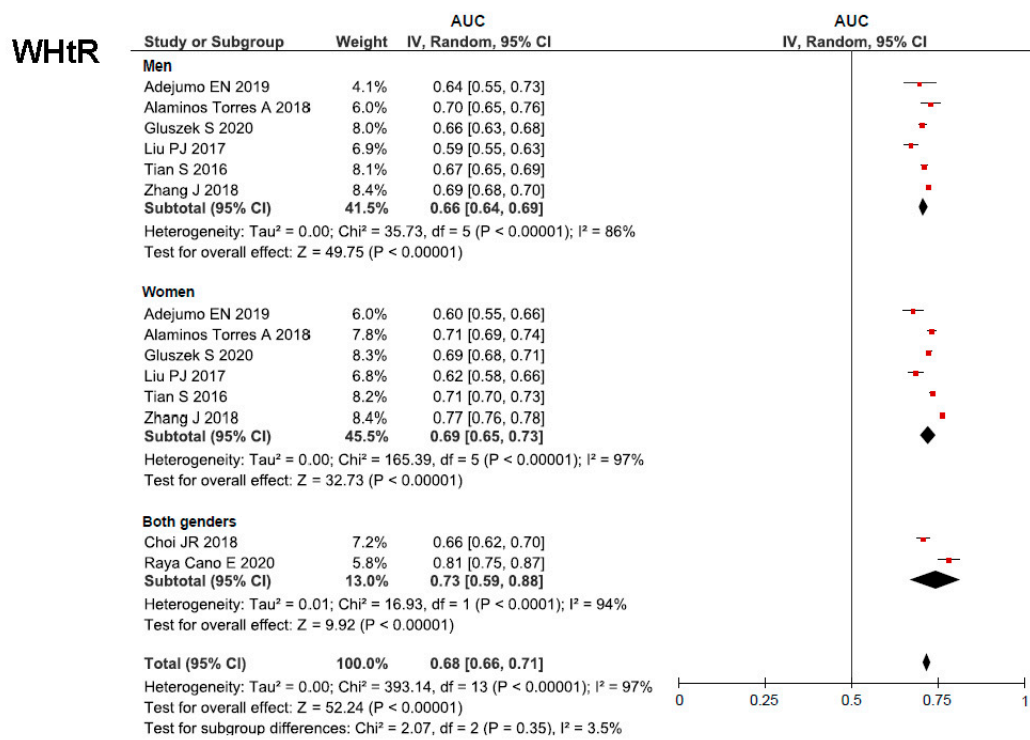 AUC AUC
WHtR
Study or Subgroup Weight IV, Random, 95% CI IV, Random, 95% CI
Men
Adejumo EN 2019 4.1% 0.64 [0.55, 0.73]
Alaminos Torres A 2018 6.0% 0.70 [0.65, 0.76]
Gluszek S 2020 8.0% 0.66 [0.63, 0.68]
Liu PJ 2017 6.9% 0.59 [0.55, 0.63]
Tian S 2016 8.1% 0.67 [0.65, 0.69]
Zhang J 2018 8.4% 0.69 [0.68, 0.70]
Subtotal (95% CI) 41.5% 0.66 [0.64, 0.69]
Heterogeneity: Tau² = 0.00; Chi² = 35.73, df = 5 (P < 0.00001); I² = 86%
Test for overall effect: Z = 49.75 (P < 0.00001)
Women
Adejumo EN 2019 6.0% 0.60 [0.55, 0.66]
Alaminos Torres A 2018 7.8% 0.71 [0.69, 0.74]
Gluszek S 2020 8.3% 0.69 [0.68, 0.71]
Liu PJ 2017 6.8% 0.62 [0.58, 0.66]
Tian S 2016 8.2% 0.71 [0.70, 0.73]
Zhang J 2018 8.4% 0.77 [0.76, 0.78]
Subtotal (95% CI) 45.5% 0.69 [0.65, 0.73]
Heterogeneity: Tau² = 0.00; Chi² = 165.39, df = 5 (P < 0.00001); I² = 97%
Test for overall effect: Z = 32.73 (P < 0.00001)
Both genders
Choi JR 2018 7.2% 0.66 [0.62, 0.70]
Raya Cano E 2020 5.8% 0.81 [0.75, 0.87]
Subtotal (95% CI) 13.0% 0.73 [0.59, 0.88]
Heterogeneity: Tau² = 0.01; Chi² = 16.93, df = 1 (P < 0.0001); I² = 94%
Test for overall effect: Z = 9.92 (P < 0.00001)
Total (95% CI) 100.0% 0.68 [0.66, 0.71]
Heterogeneity: Tau² = 0.00; Chi² = 393.14, df = 13 (P < 0.00001); I² = 97%
Test for overall effect: Z = 52.24 (P < 0.00001)
0 0.25 0.5 0.75 1
Test for subgroup differences: Chi² = 2.07, df = 2 (P = 0.35), I² = 3.5%